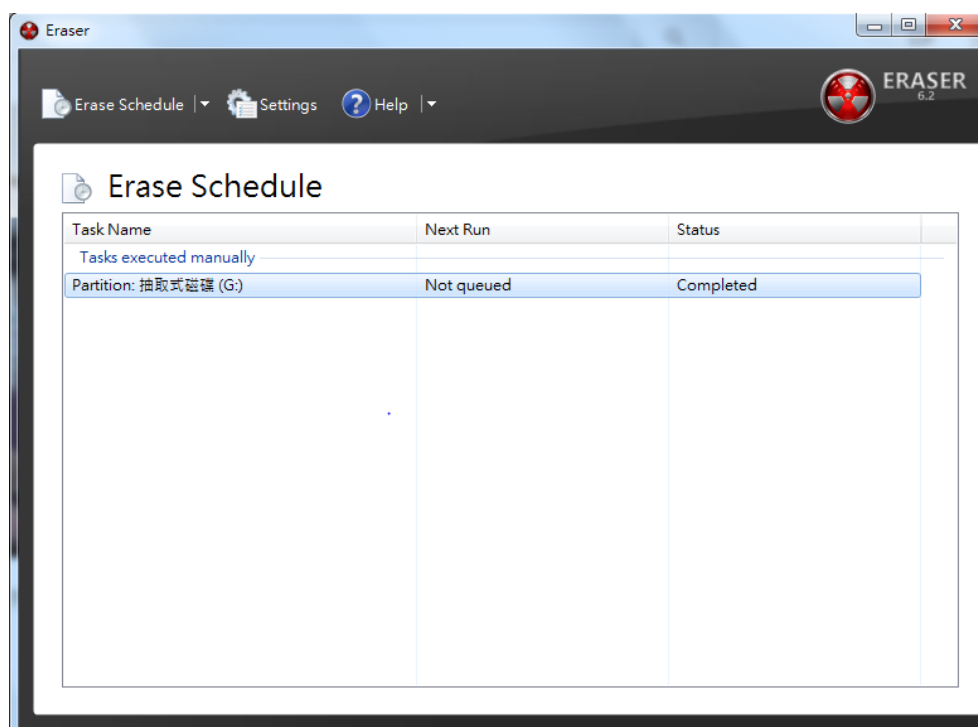 Eraser
Erase Schedule Settings Help
ERASER
6.2
Erase Schedule
Task Name Next Run Status
Tasks executed manually
Partition: 抽取式磁碟 (G:) Not queued Completed